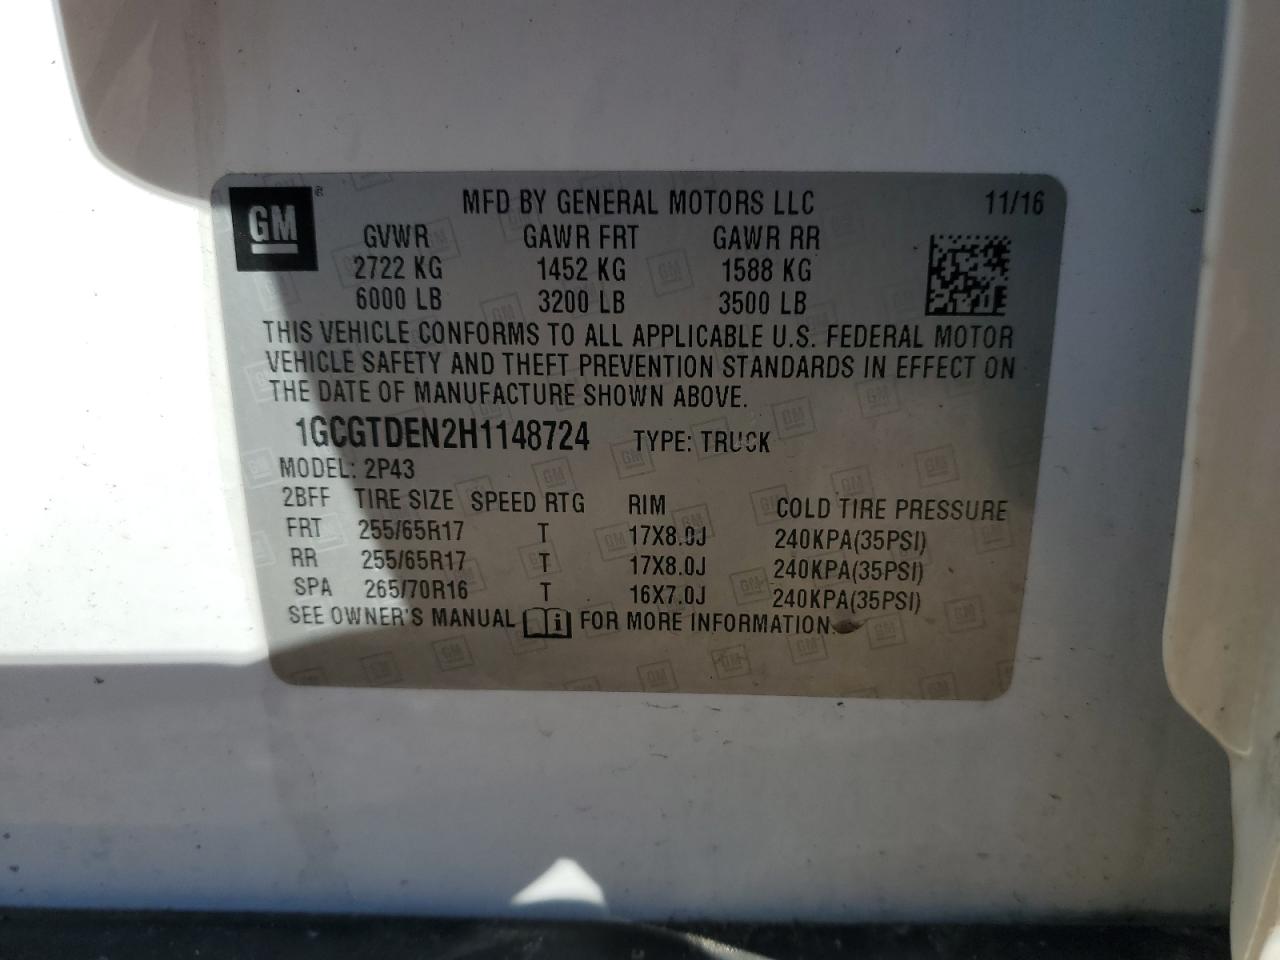 GM
MFD BY GENERAL MOTORS LLC 11/16
GVWR GAWR FRT GAWR RR
2722 KG 1452 KG 1588 KG
6000 LB 3200 LB 3500 LB
THIS VEHICLE CONFORMS TO ALL APPLICABLE U.S. FEDERAL MOTOR
VEHICLE SAFETY AND THEFT PREVENTION STANDARDS IN EFFECT ON
THE DATE OF MANUFACTURE SHOWN ABOVE.
1GCGTDEN2H1148724 TYPE: TRUCK
MODEL: 2P43
2BFF TIRE SIZE SPEED RTG RIM COLD TIRE PRESSURE
FRT 255/65R17 T 17X8.0J 240KPA(35PSI)
RR 255/65R17 T 17X8.0J 240KPA(35PSI)
SPA 265/70R16 T 16X7.0J 240KPA(35PSI)
SEE OWNER'S MANUAL i FOR MORE INFORMATION.